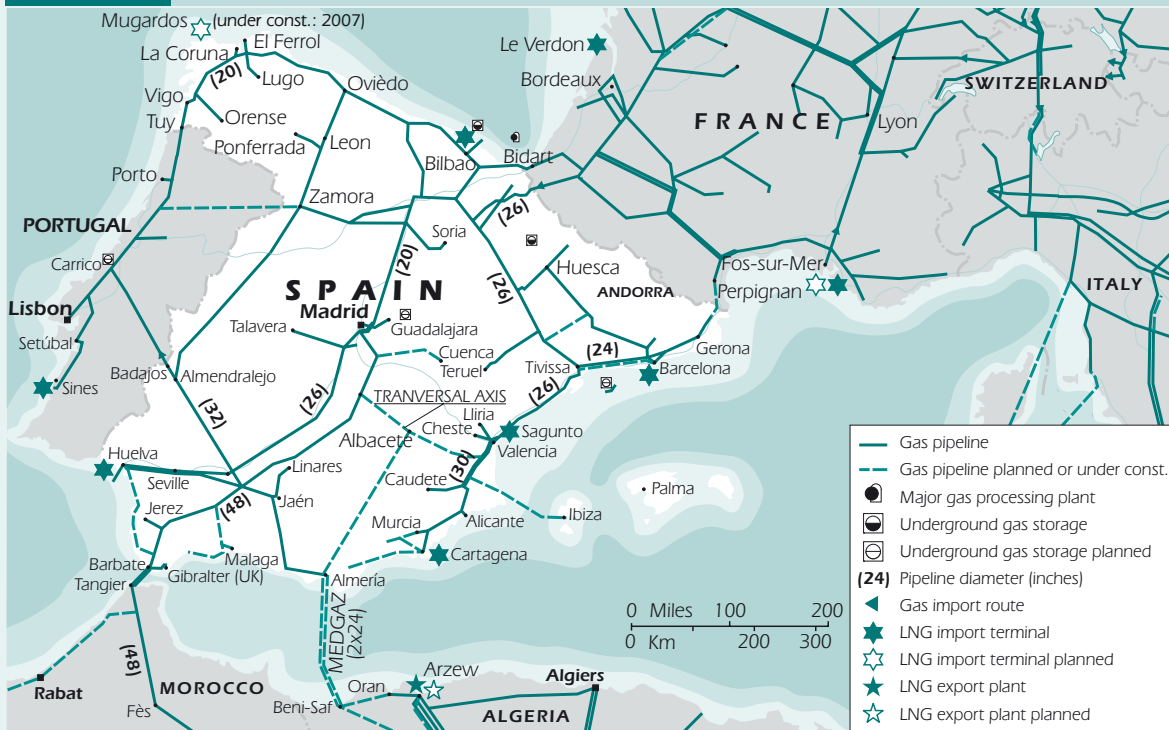 Mugardos (under const.: 2007)
El Ferrol
La Coruna
Le Verdon
(20)
Lugo
Bordeaux
Ovièdo
SWITZERLAND
Vigo
Orense
FRANCE
Lyon
Tuy
Ponferrada
Leon
Bilbao
Bidart
Porto
Zamora
(26)
PORTUGAL
Soria
Carrico
(20)
Huesca
Fos-sur-Mer
(26)
SPAIN
ANDORRA
Perpignan
ITALY
Lisbon
Madrid
Talavera
Guadalajara
Setúbal
Cuenca
(24)
Gerona
Teruel
Tivissa
Barcelona
Sines
Badajos
Almendralejo
(26)
(26)
TRANVERSAL AXIS
(32)
Lliria
Albacete
Cheste
Sagunto
Valencia
Huelva
Linares
Seville
Caudete
(30)
Palma
(48)
Jaén
Jerez
Murcia
Alicante
Ibiza
Malaga
Cartagena
Barbate
Gibralter (UK)
Tangier
Almería
MEDGAZ
(2x24)
0 Miles 100 200
0 Km 200 300
(48)
Rabat
MOROCCO
Oran
Arzew
Algiers
Fès
Beni-Saf
ALGERIA
Gas pipeline
Gas pipeline planned or under const.
Major gas processing plant
Underground gas storage
Underground gas storage planned
(24) Pipeline diameter (inches)
Gas import route
LNG import terminal
LNG import terminal planned
LNG export plant
LNG export plant planned